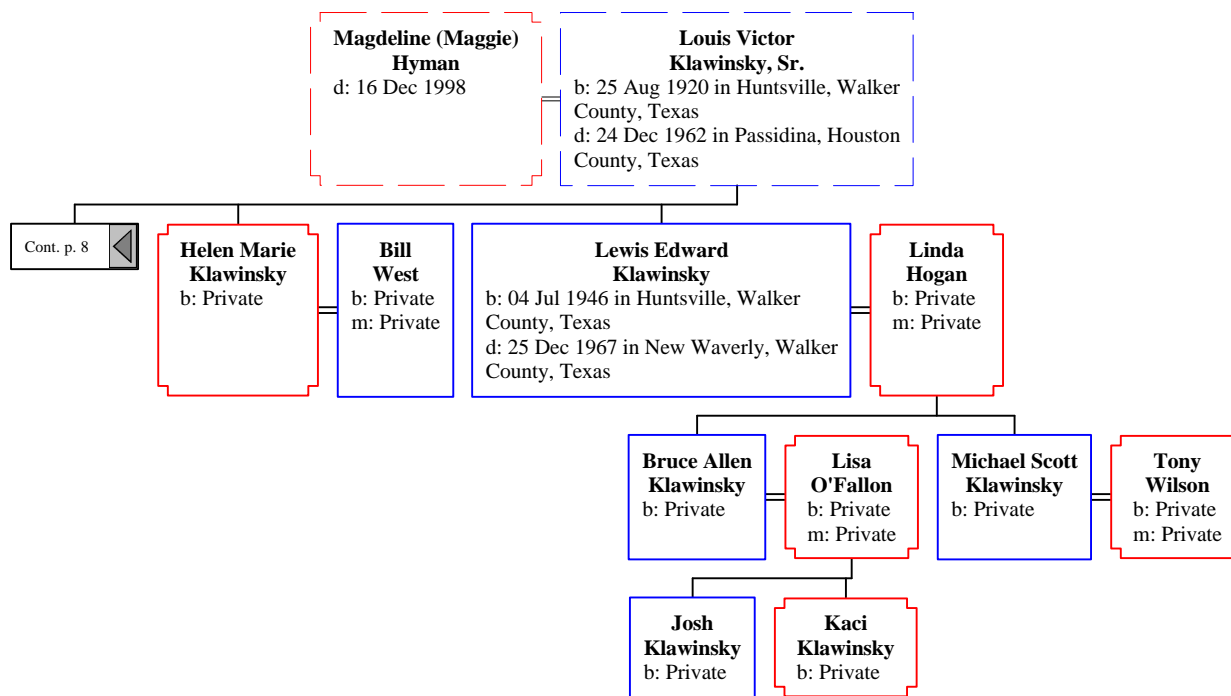 Magdeline (Maggie)
Hyman
d: 16 Dec 1998
Louis Victor
Klawinsky, Sr.
b: 25 Aug 1920 in Huntsville, Walker
County, Texas
d: 24 Dec 1962 in Passidina, Houston
County, Texas
Cont. p. 8
Helen Marie
Klawinsky
b: Private
Bill
West
b: Private
m: Private
Lewis Edward
Klawinsky
b: 04 Jul 1946 in Huntsville, Walker
County, Texas
d: 25 Dec 1967 in New Waverly, Walker
County, Texas
Linda
Hogan
b: Private
m: Private
Bruce Allen
Klawinsky
b: Private
Lisa
O'Fallon
b: Private
m: Private
Michael Scott
Klawinsky
b: Private
Tony
Wilson
b: Private
m: Private
Josh
Klawinsky
b: Private
Kaci
Klawinsky
b: Private